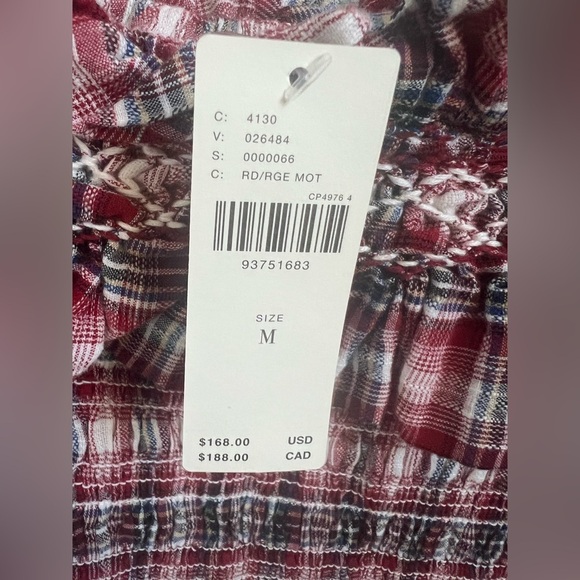 C: 4130
V: 026484
S: 0000066
C: RD/RGE MOT
CP4976 4
93751683
SIZE
M
$168.00 USD
$188.00 CAD